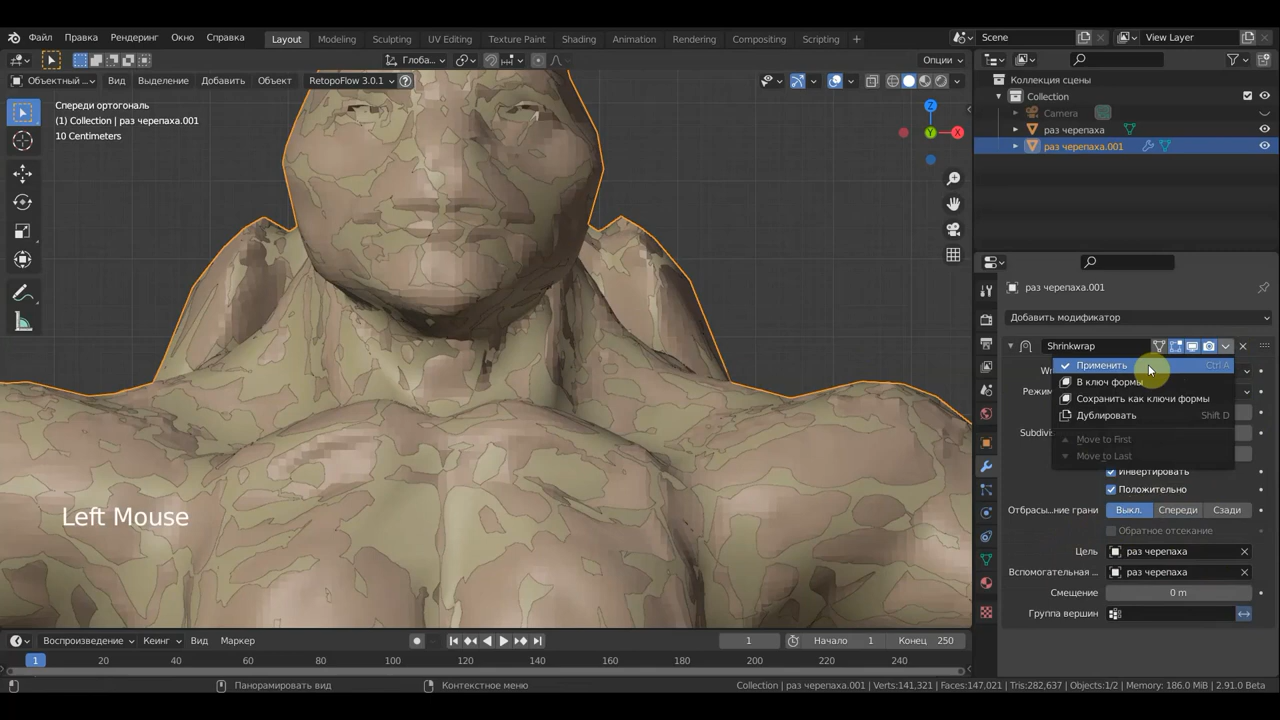 Файл Правка Рендеринг Окно Справка Layout Modeling Sculpting UV Editing Texture Paint Shading Animation Rendering Compositing Scripting + Scene View Layer
Глоба... Опции
Объектный... Вид Выделение Добавить Объект RetopoFlow 3.0.1
Коллекция сцены
Collection
Camera
раз черепаха
раз черепаха.001
Спереди ортогональ
(1) Collection | раз черепаха.001
10 Centimeters
Z
Y
X
раз черепаха.001
Добавить модификатор
Shrinkwrap
Применить Ctrl A
В ключ формы
Сохранить как ключи формы
Дублировать Shift D
Move to First
Move to Last
Режим
Subdivis
Инвертировать
Положительно
Отбрасы...ние грани Выкл. Спереди Сзади
Обратное отсекание
Цель раз черепаха
Вспомогательная ... раз черепаха
Смещение 0 m
Группа вершин
Left Mouse
Воспроизведение Кеинг Вид Маркер 1 Начало 1 Конец 250
1 20 40 60 80 100 120 140 160 180 200 220 240
Панорамировать вид Контекстное меню Collection | раз черепаха.001 | Verts:141,321 | Faces:147,021 | Tris:282,637 | Objects:1/2 | Memory: 186.0 MiB | 2.91.0 Beta